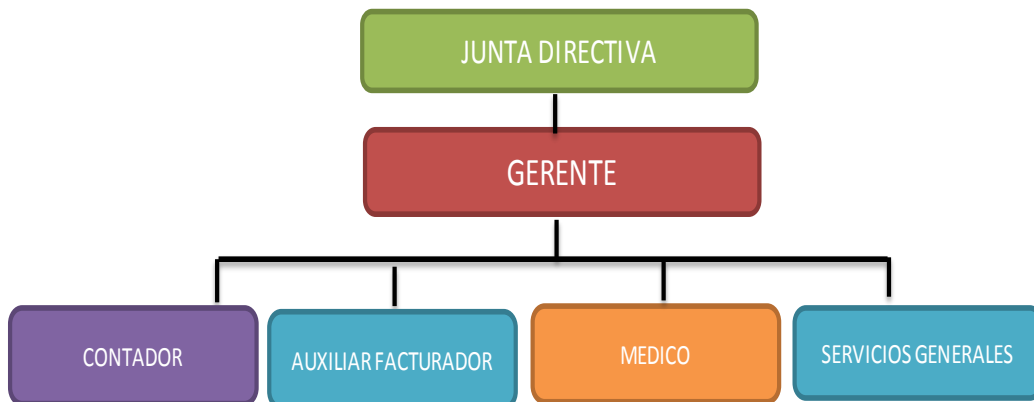 JUNTA DIRECTIVA
GERENTE
CONTADOR
AUXILIAR FACTURADOR
MEDICO
SERVICIOS GENERALES